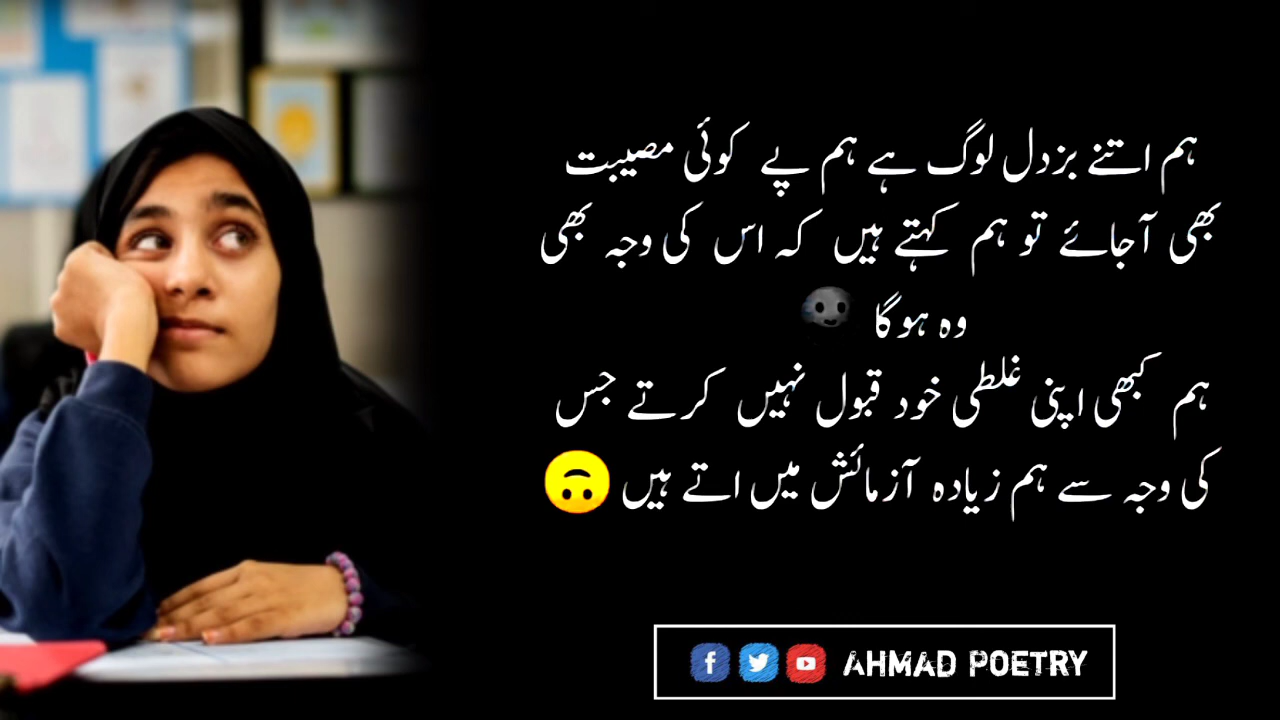 ہم اتنے بزدل لوگ ہے ہم پے کوئی مصیبت
بھی آجائے تو ہم کہتے ہیں کہ اس کی وجہ بھی
وہ ہوگا
ہم کبھی اپنی غلطی خود قبول نہیں کرتے جس
کی وجہ سے ہم زیادہ آزمائش میں اتے ہیں 🙃
AHMAD POETRY